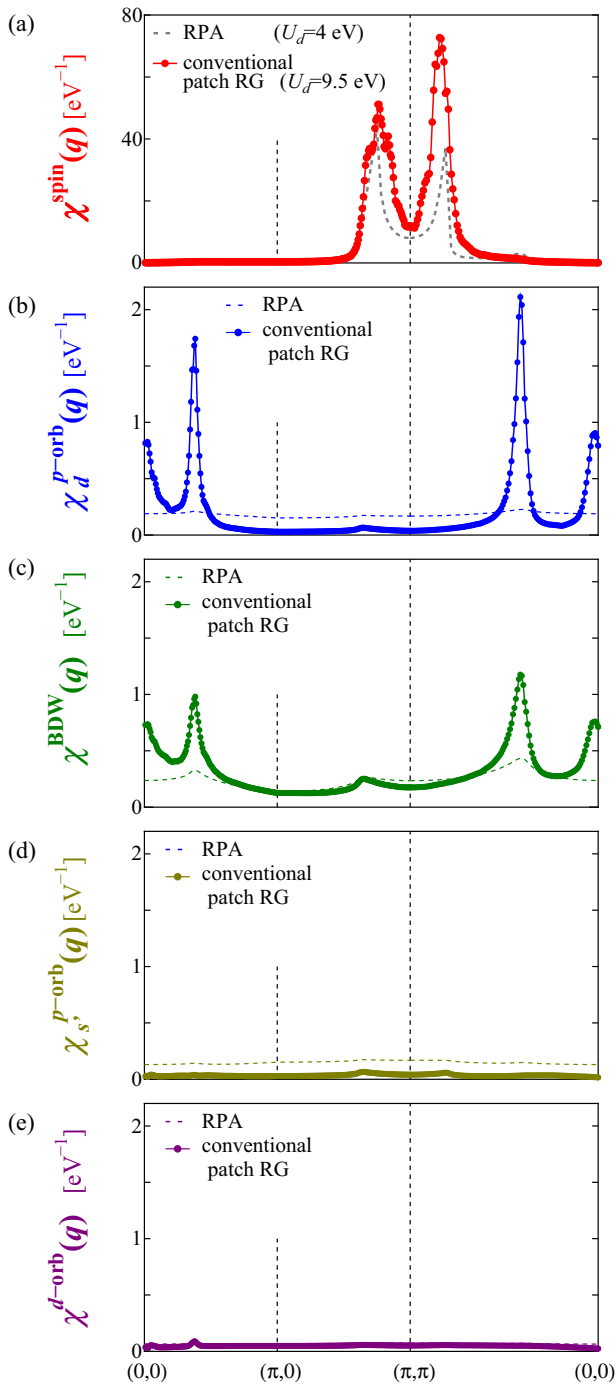 (a)
RPA (U_d=4 eV)
conventional
patch RG (U_d=9.5 eV)
χ^spin(q) [eV⁻¹]
80
40
0
(b)
RPA
conventional
patch RG
χ_d^p−orb(q) [eV⁻¹]
2
1
0
(c)
RPA
conventional
patch RG
χ^BDW(q) [eV⁻¹]
2
1
0
(d)
RPA
conventional
patch RG
χ_s'^p−orb(q) [eV⁻¹]
2
1
0
(e)
RPA
conventional
patch RG
χ^d−orb(q) [eV⁻¹]
2
1
0
(0,0) (π,0) (π,π) (0,0)